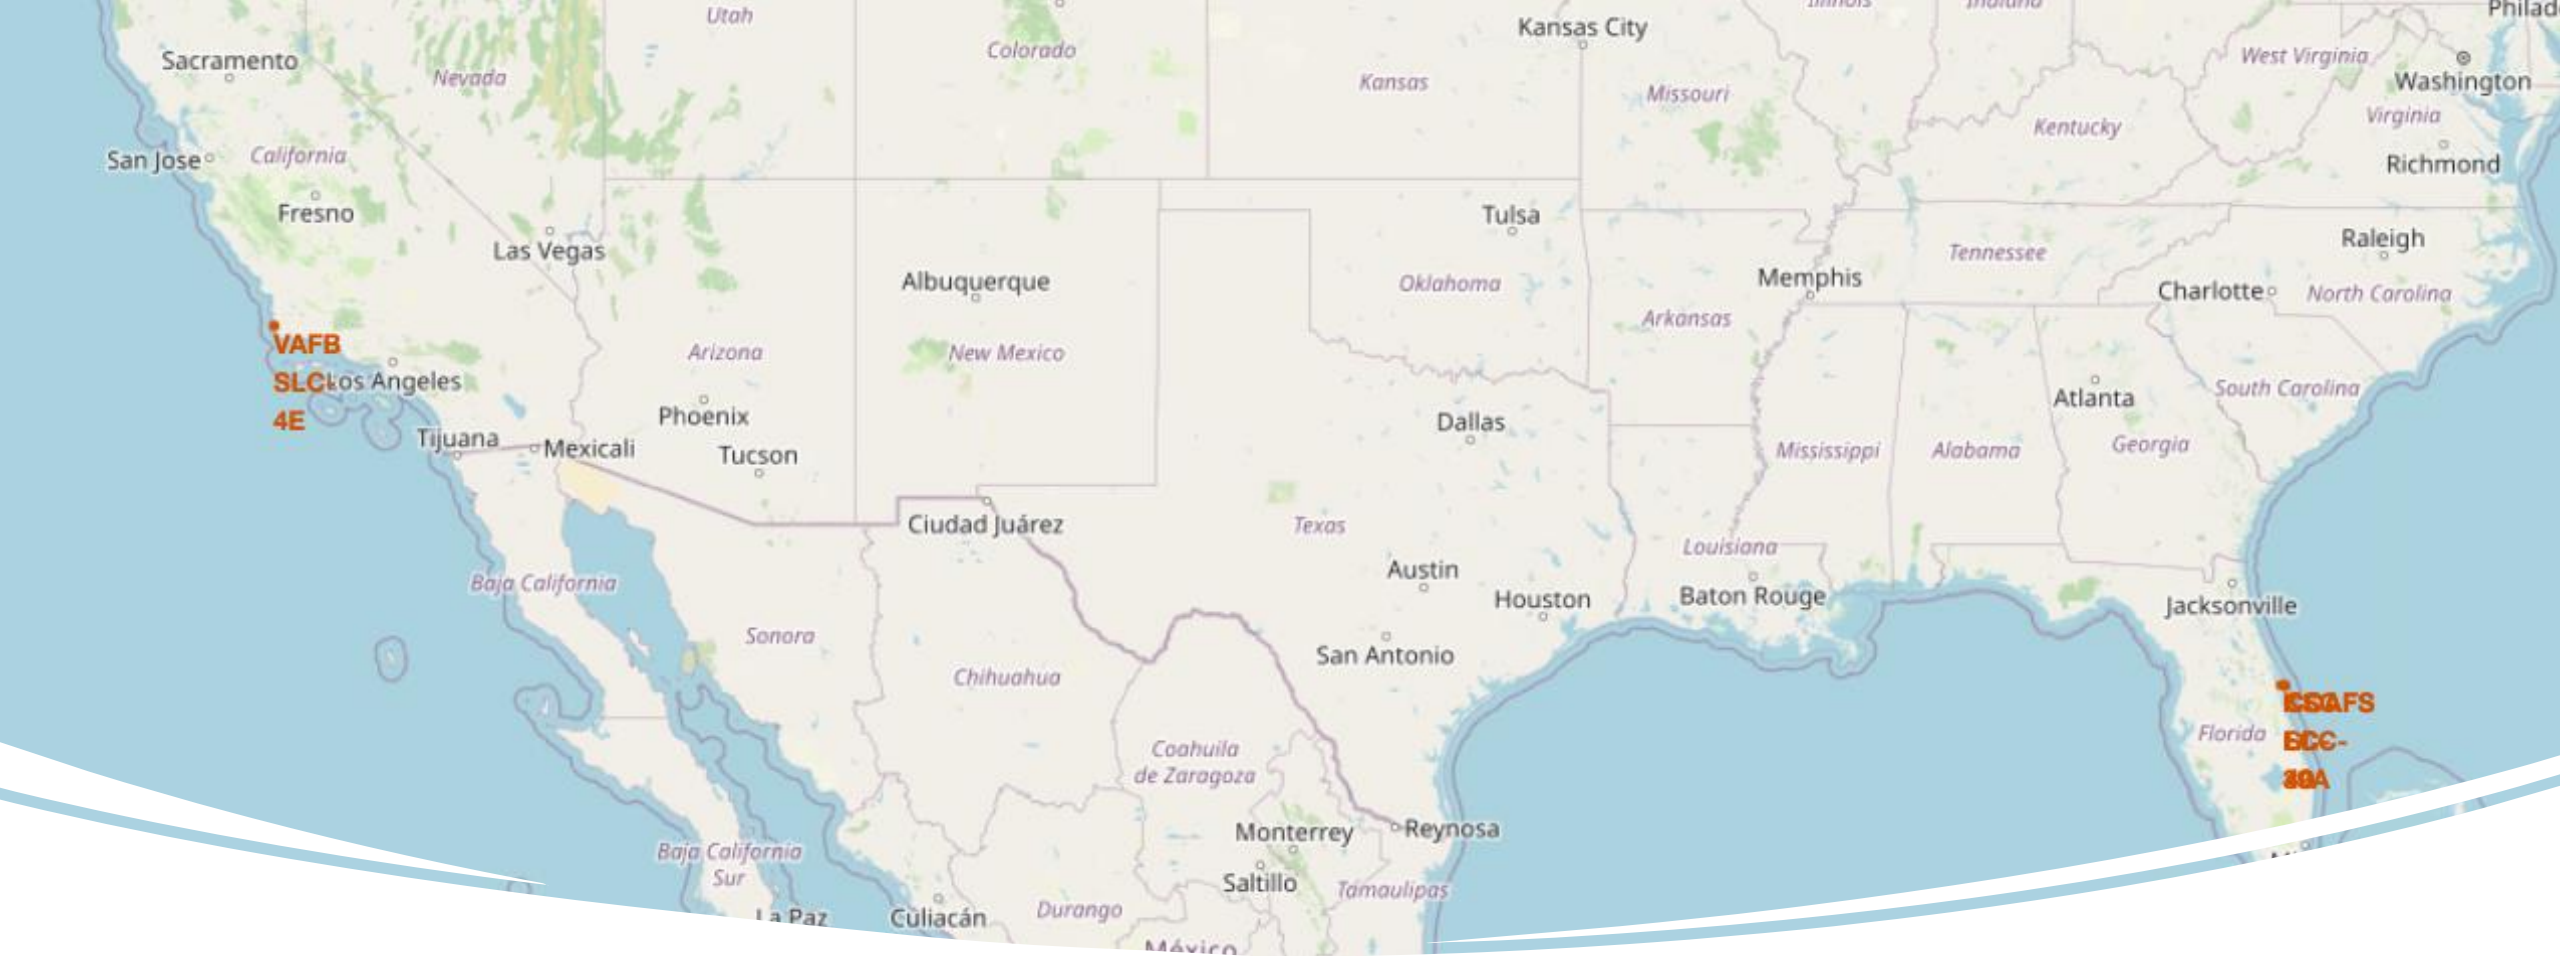 Utah
Kansas City
Colorado
Sacramento
Nevada
Kansas
Missouri
West Virginia
Washington
Virginia
Kentucky
San Jose
California
Richmond
Fresno
Tulsa
Las Vegas
Raleigh
Tennessee
Albuquerque
Oklahoma
Memphis
Charlotte
North Carolina
Arkansas
VAFB
SLC-
4E
Los Angeles
Arizona
New Mexico
South Carolina
Atlanta
Phoenix
Dallas
Tijuana
Mexicali
Tucson
Mississippi
Alabama
Georgia
Ciudad Juárez
Texas
Louisiana
Austin
Baja California
Houston
Baton Rouge
Jacksonville
Sonora
San Antonio
Chihuahua
Florida
Coahuila
de Zaragoza
Monterrey
Reynosa
Baja California
Sur
Saltillo
Tamaulipas
La Paz
Culiacán
Durango
México